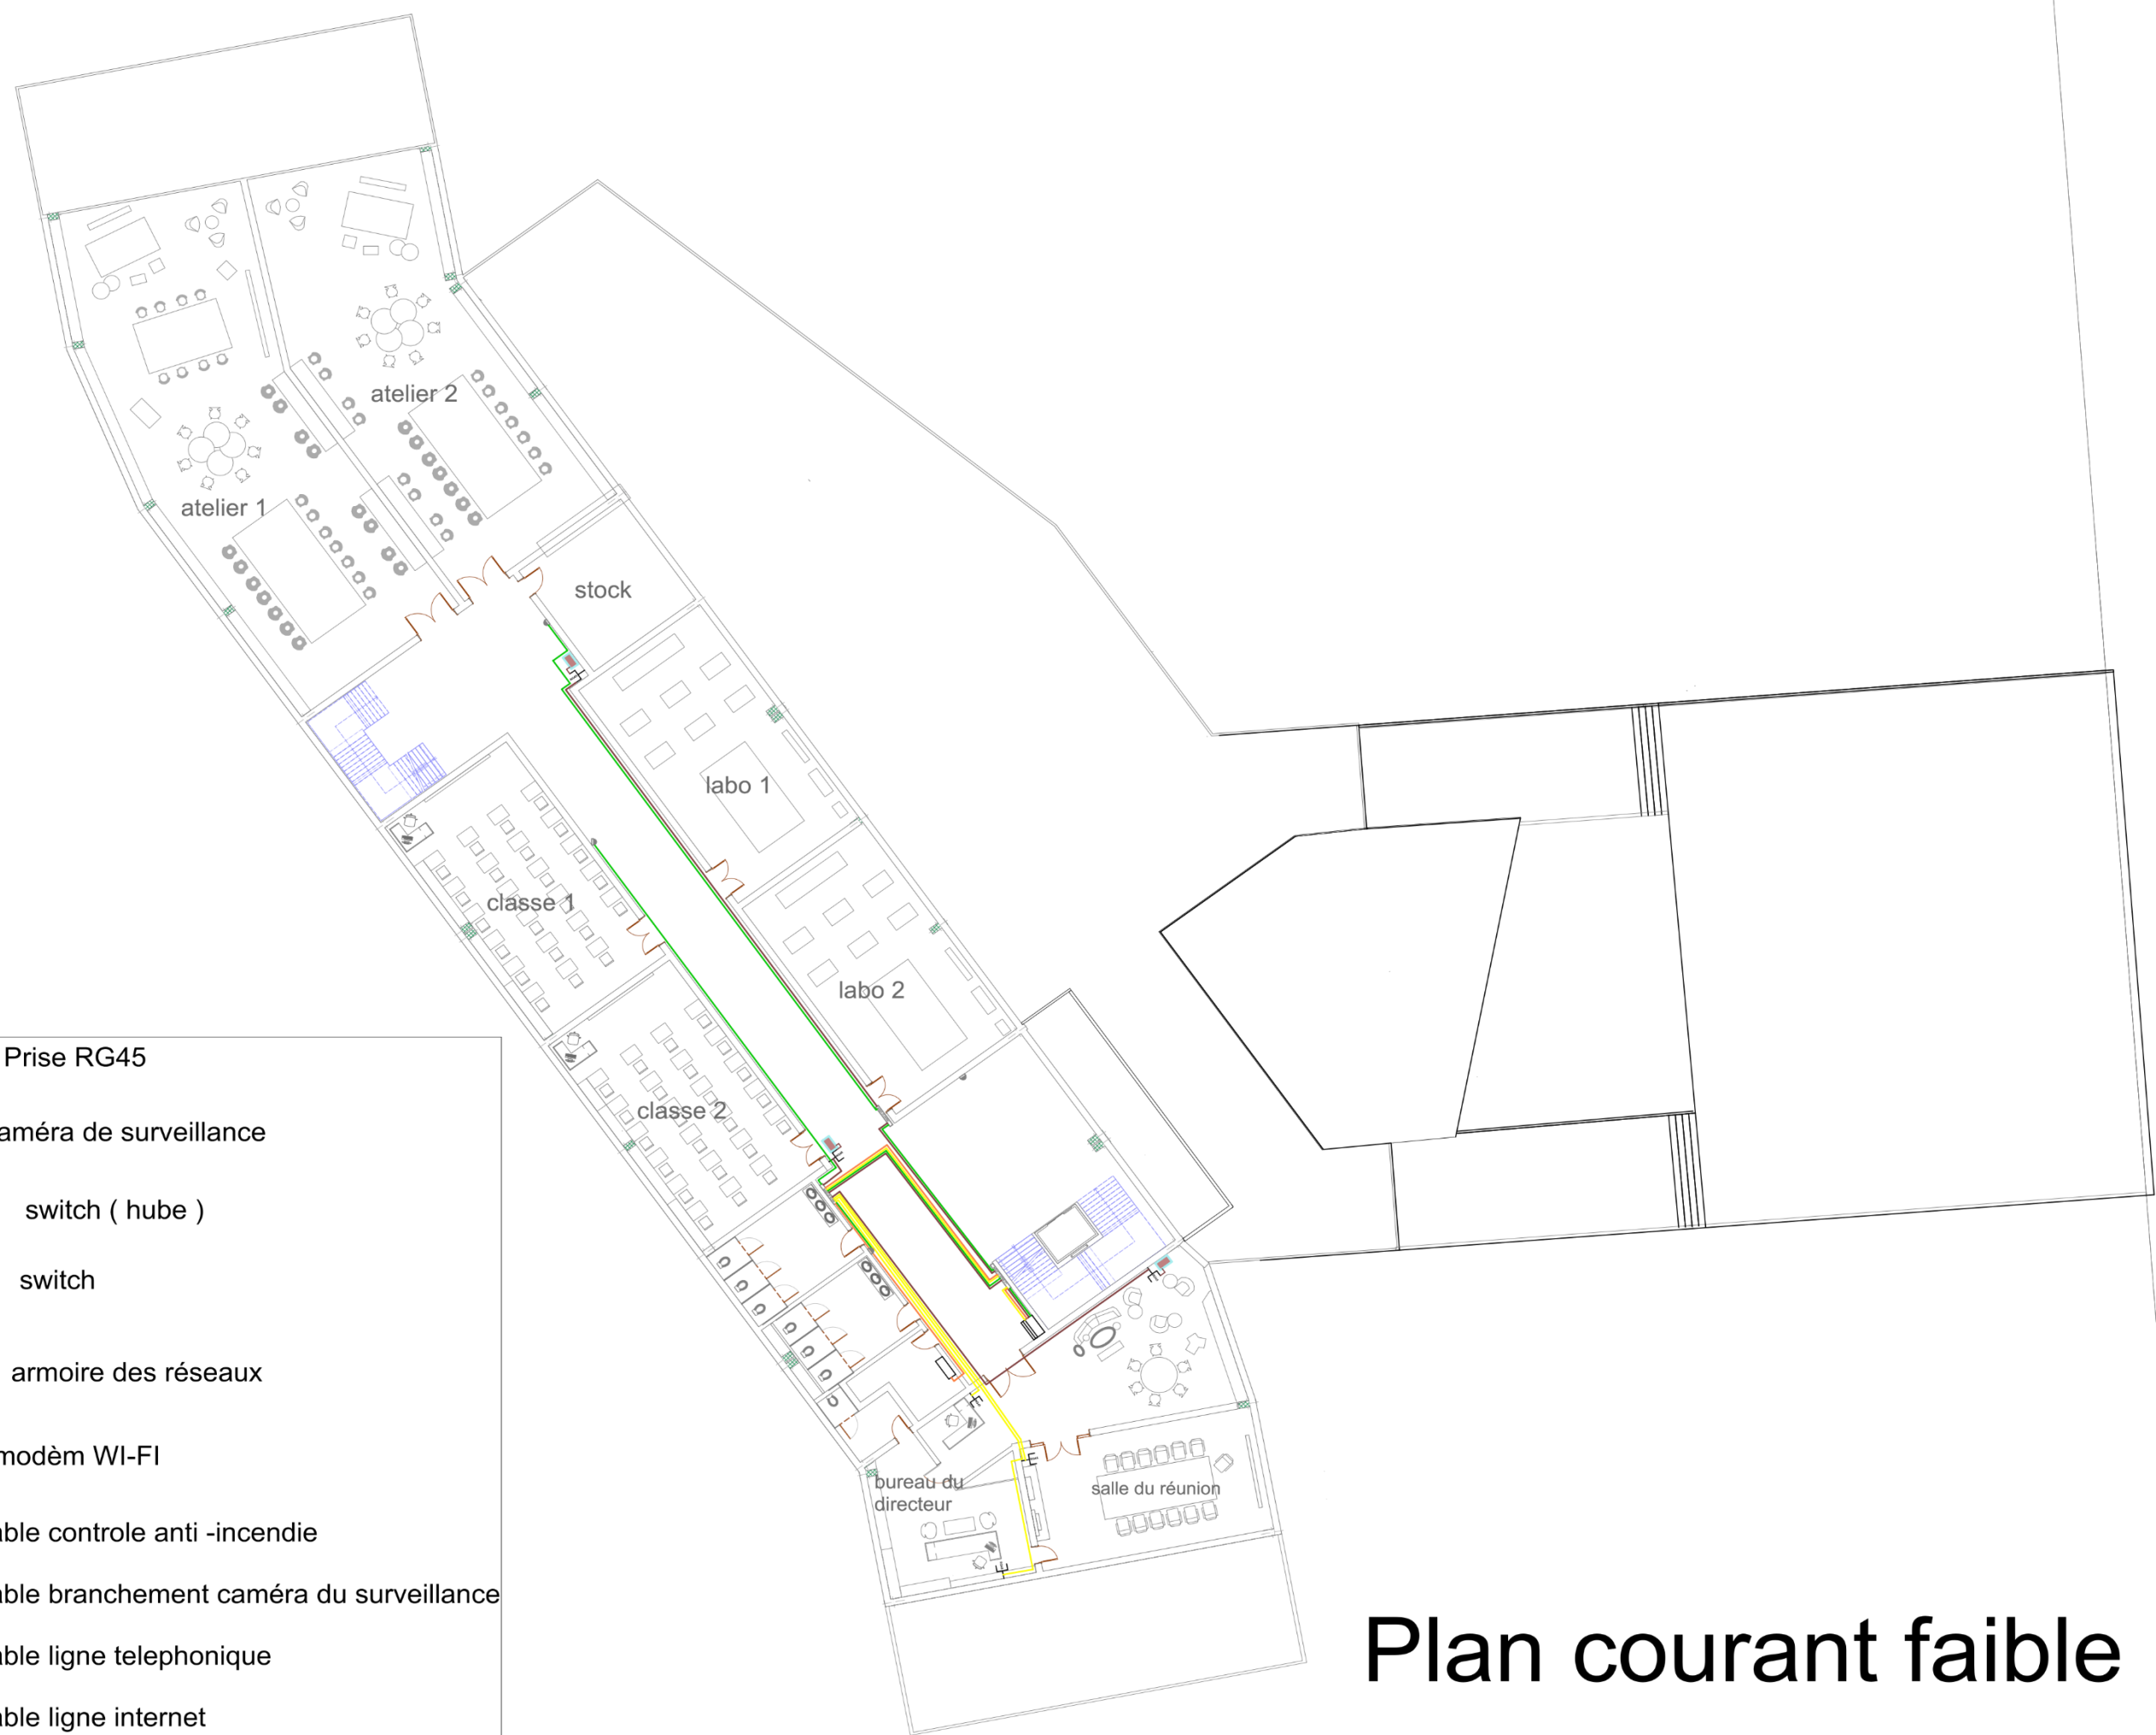 atelier 2
atelier 1
stock
labo 1
classe 1
labo 2
classe 2
bureau du
directeur
salle du réunion
Prise RG45
améra de surveillance
switch ( hube )
switch
armoire des réseaux
modèm WI-FI
able controle anti -incendie
able branchement caméra du surveillance
able ligne telephonique
able ligne internet
Plan courant faible